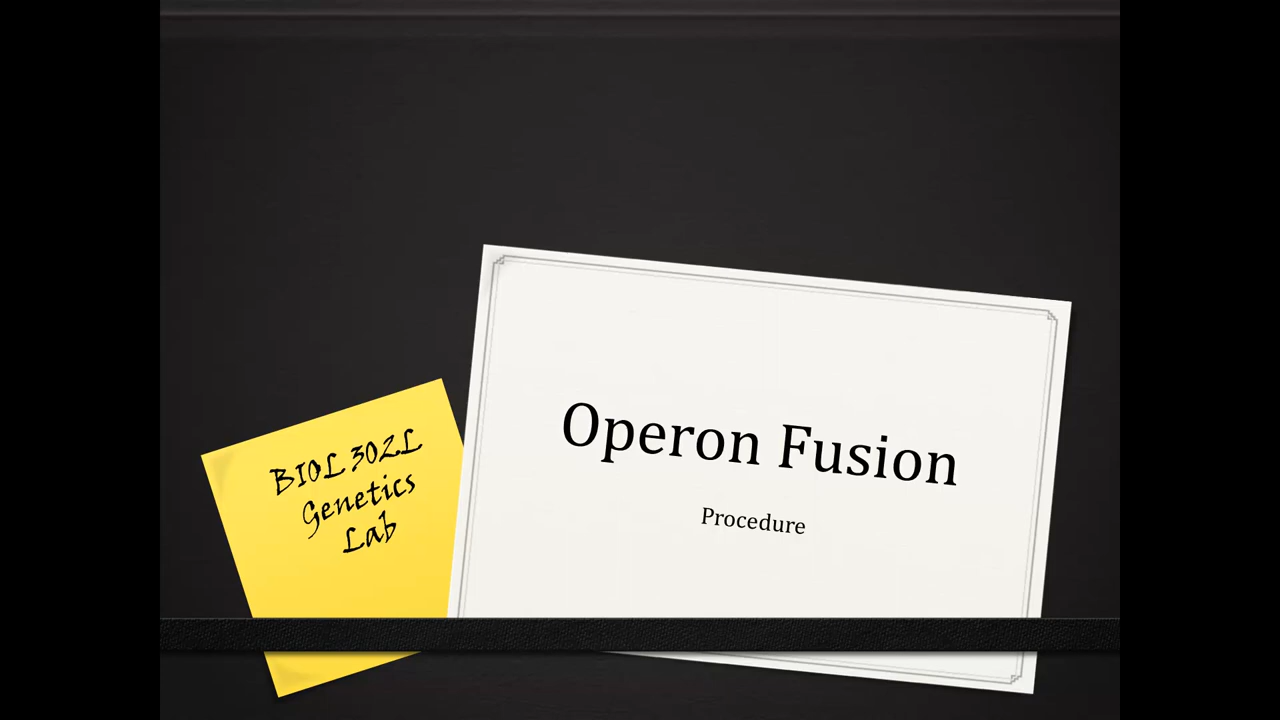 BIOL 302L
Genetics
Lab
Operon Fusion
Procedure